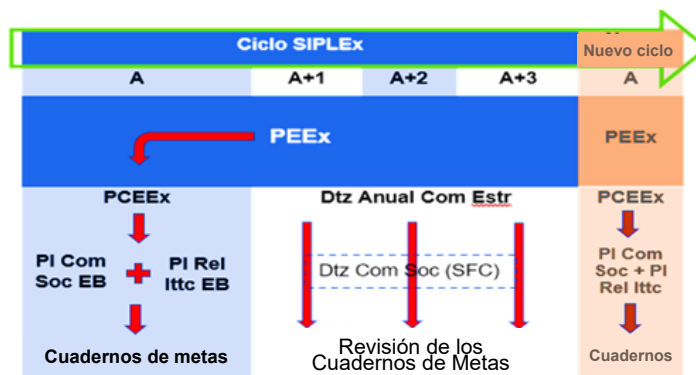 Ciclo SIPLEx
Nuevo ciclo
A
A+1
A+2
A+3
A
PEEx
PEEx
PCEEx
Dtz Anual Com Estr
PCEEx
PI Com
Soc EB
PI Rel
Ittc EB
Dtz Com Soc (SFC)
PI Com
Soc + PI
Rel Ittc
Cuadernos de metas
Revisión de los
Cuadernos de Metas
Cuadernos